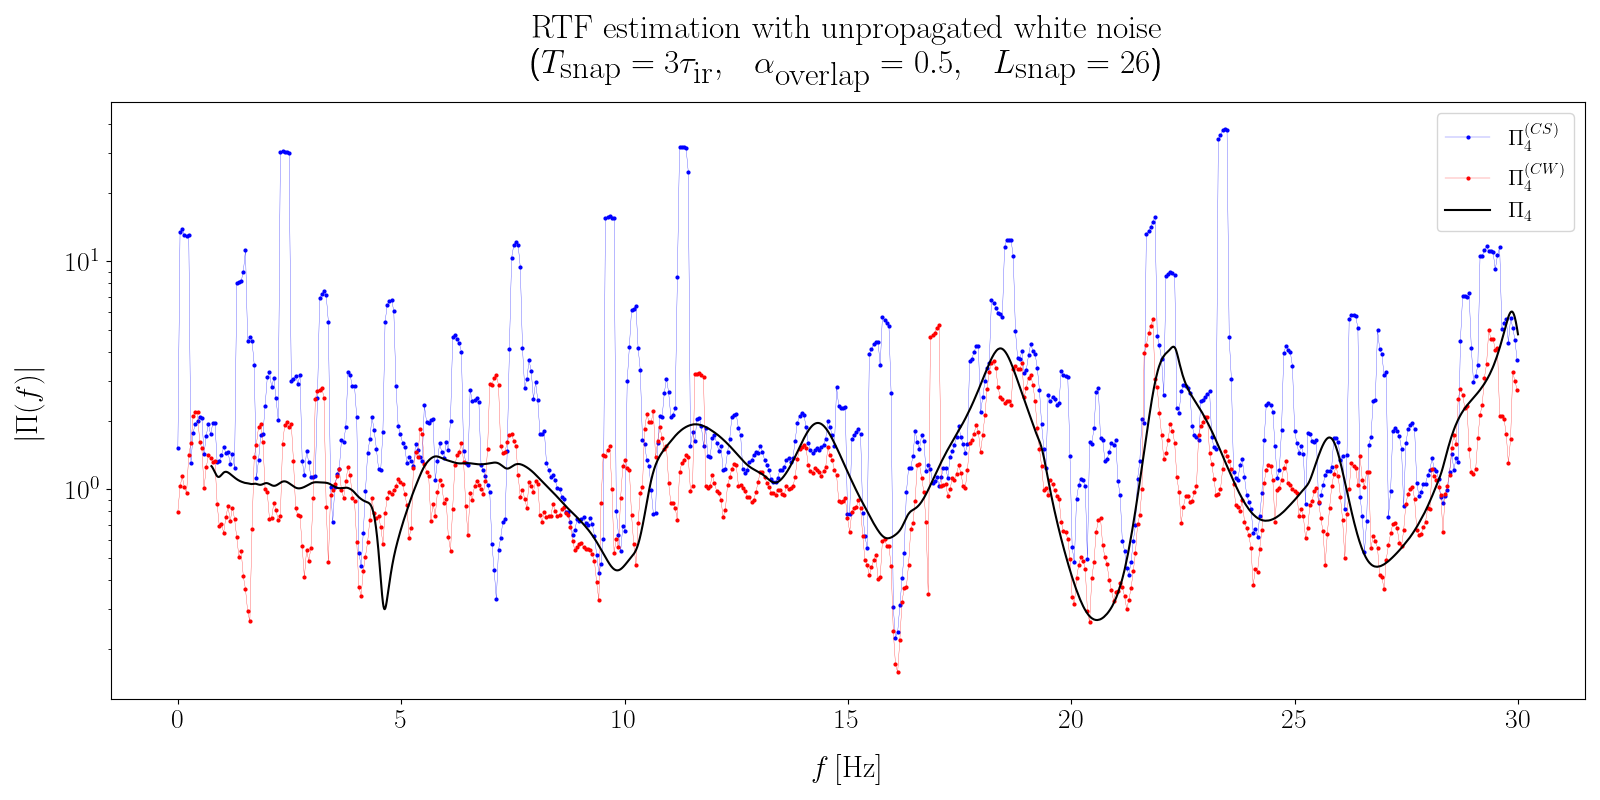 RTF estimation with unpropagated white noise
(T_snap = 3τ_ir, α_overlap = 0.5, L_snap = 26)
Π_4^(CS)
Π_4^(CW)
Π_4
|Π(f)|
10^1
10^0
0 5 10 15 20 25 30
f [Hz]